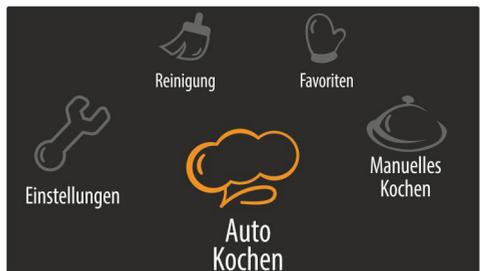 Reinigung
Favoriten
Einstellungen
Manuelles
Kochen
Auto
Kochen